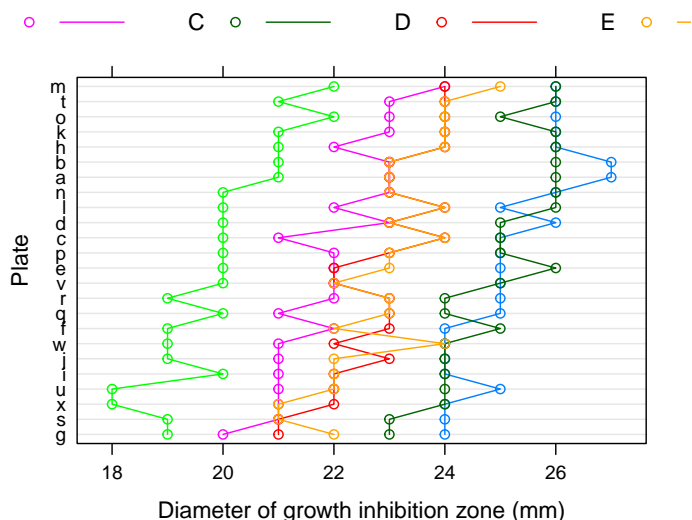 C D E
m
t
o
k
h
b
a
n
l
d
c
p
e
v
r
q
f
w
j
i
u
x
s
g
Plate
18 20 22 24 26
Diameter of growth inhibition zone (mm)